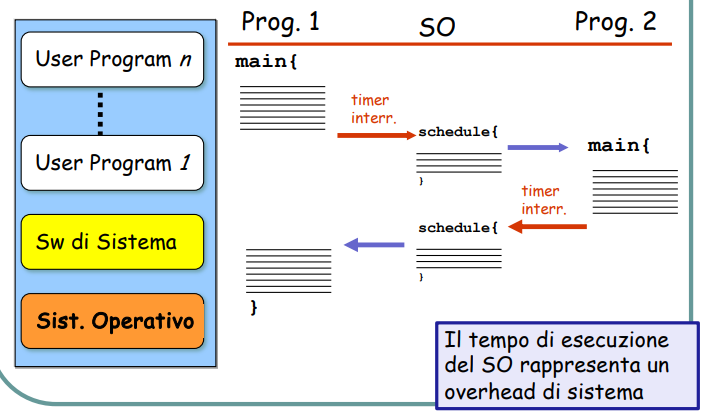 Prog. 1
SO
Prog. 2
User Program n
User Program 1
Sw di Sistema
Sist. Operativo
main{
timer
interr.
schedule{
}
main{
timer
interr.
schedule{
}
}
Il tempo di esecuzione
del SO rappresenta un
overhead di sistema